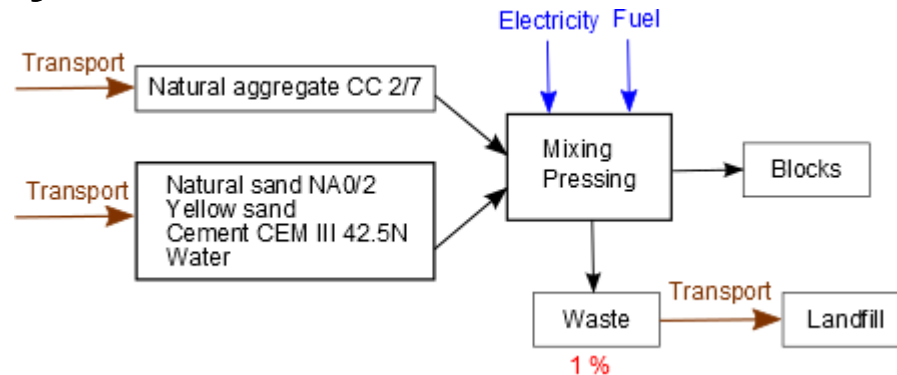 Electricity Fuel
Transport
Natural aggregate CC 2/7
Mixing
Pressing
Blocks
Transport
Natural sand NA0/2
Yellow sand
Cement CEM III 42.5N
Water
Transport
Waste
Landfill
1 %